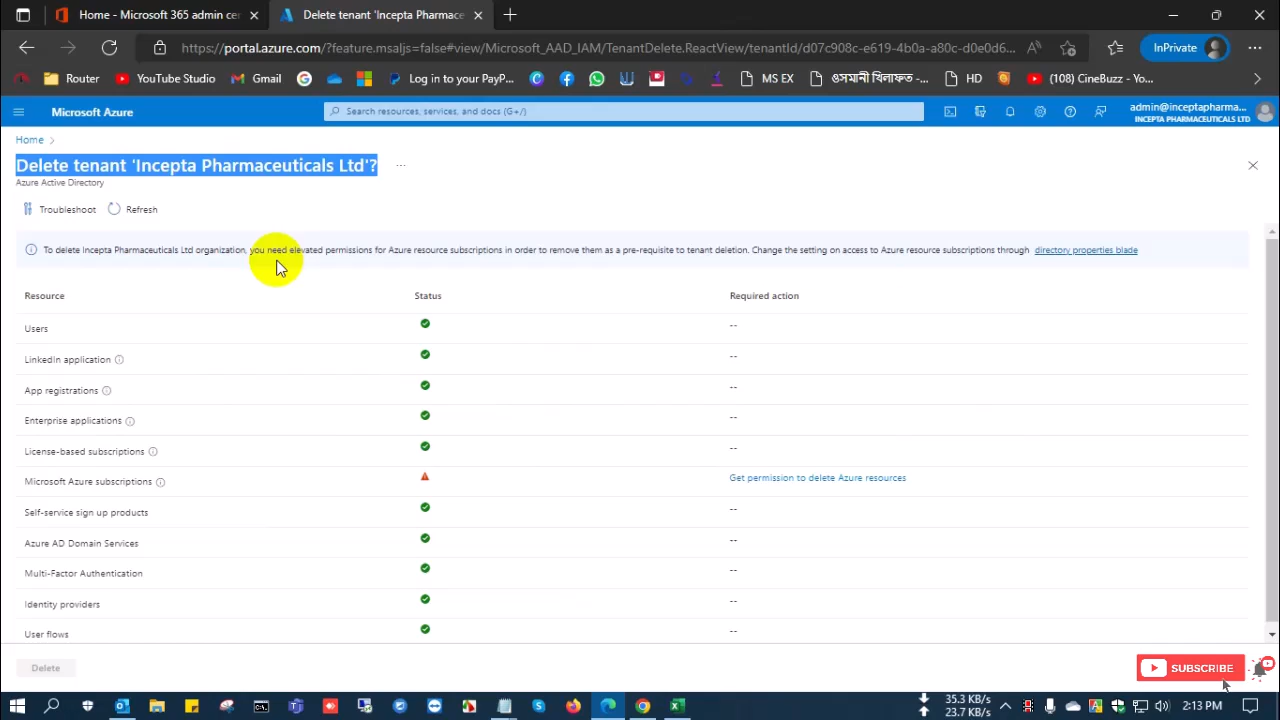 Home - Microsoft 365 admin cer
Delete tenant 'Incepta Pharmace
https://portal.azure.com/?feature.msaljs=false#view/Microsoft_AAD_IAM/TenantDelete.ReactView/tenantId/d07c908c-e619-4b0a-a80c-d0e0d6...
InPrivate
Router
YouTube Studio
Gmail
Log in to your PayP...
MS EX
ওসমানী খিলাফত -...
HD
(108) CineBuzz - Yo...
Microsoft Azure
Search resources, services, and docs (G+/)
admin@inceptapharma...
INCEPTA PHARMACEUTICALS LTD
Home >
Delete tenant 'Incepta Pharmaceuticals Ltd'? ...
Azure Active Directory
Troubleshoot
Refresh
To delete Incepta Pharmaceuticals Ltd organization, you need elevated permissions for Azure resource subscriptions in order to remove them as a pre-requisite to tenant deletion. Change the setting on access to Azure resource subscriptions through directory properties blade
Resource Status Required action
Users --
LinkedIn application --
App registrations --
Enterprise applications --
License-based subscriptions --
Microsoft Azure subscriptions Get permission to delete Azure resources
Self-service sign up products --
Azure AD Domain Services --
Multi-Factor Authentication --
Identity providers --
User flows --
Delete
SUBSCRIBE
35.3 KB/s
23.7 KB/s
2:13 PM